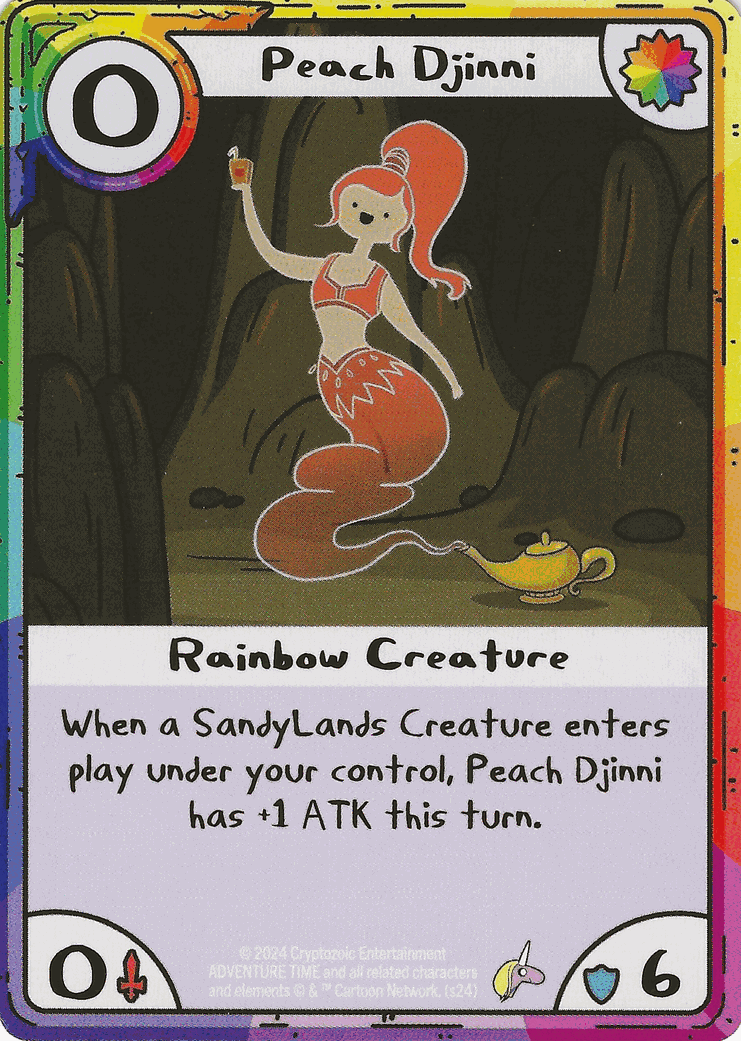 0
Peach Djinni
Rainbow Creature
When a SandyLands Creature enters
play under your control, Peach Djinni
has +1 ATK this turn.
0
© 2024 Cryptozoic Entertainment
ADVENTURE TIME and all related characters
and elements © & ™ Cartoon Network. (s24)
6